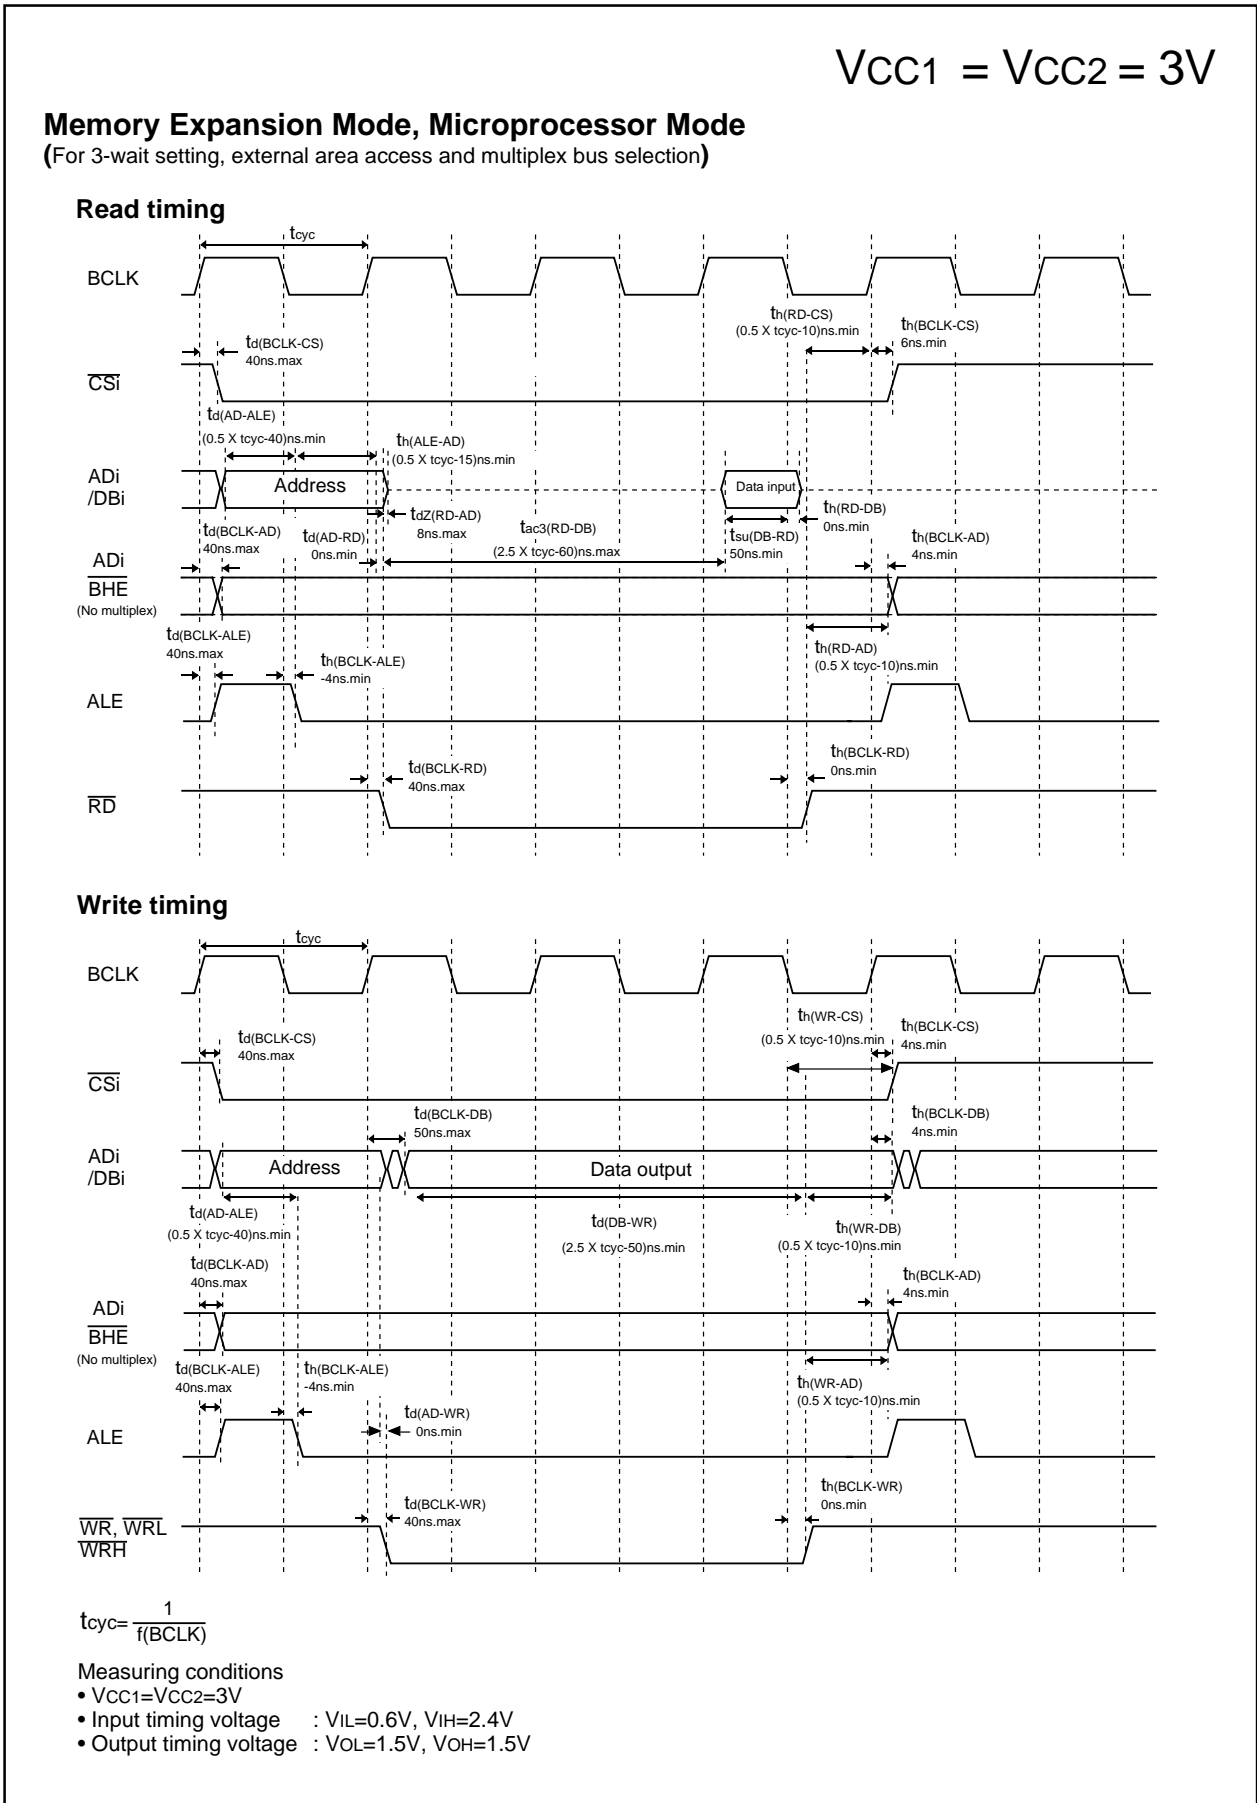 VCC1 = VCC2 = 3V
Memory Expansion Mode, Microprocessor Mode
(For 3-wait setting, external area access and multiplex bus selection)
Read timing
tcyc
BCLK
th(RD-CS)
(0.5 X tcyc-10)ns.min
th(BCLK-CS)
6ns.min
td(BCLK-CS)
40ns.max
CSi
td(AD-ALE)
(0.5 X tcyc-40)ns.min
th(ALE-AD)
(0.5 X tcyc-15)ns.min
ADi
/DBi
Address
Data input
tdZ(RD-AD)
8ns.max
th(RD-DB)
0ns.min
td(BCLK-AD)
40ns.max
td(AD-RD)
0ns.min
tac3(RD-DB)
(2.5 X tcyc-60)ns.max
tsu(DB-RD)
50ns.min
th(BCLK-AD)
4ns.min
ADi
BHE
(No multiplex)
td(BCLK-ALE)
40ns.max
th(BCLK-ALE)
-4ns.min
th(RD-AD)
(0.5 X tcyc-10)ns.min
ALE
td(BCLK-RD)
40ns.max
th(BCLK-RD)
0ns.min
RD
Write timing
tcyc
BCLK
th(WR-CS)
(0.5 X tcyc-10)ns.min
th(BCLK-CS)
4ns.min
td(BCLK-CS)
40ns.max
CSi
td(BCLK-DB)
50ns.max
th(BCLK-DB)
4ns.min
ADi
/DBi
Address
Data output
td(AD-ALE)
(0.5 X tcyc-40)ns.min
td(DB-WR)
(2.5 X tcyc-50)ns.min
th(WR-DB)
(0.5 X tcyc-10)ns.min
td(BCLK-AD)
40ns.max
th(BCLK-AD)
4ns.min
ADi
BHE
(No multiplex)
td(BCLK-ALE)
40ns.max
th(BCLK-ALE)
-4ns.min
th(WR-AD)
(0.5 X tcyc-10)ns.min
td(AD-WR)
0ns.min
ALE
td(BCLK-WR)
40ns.max
th(BCLK-WR)
0ns.min
WR, WRL
WRH
tcyc= 1
f(BCLK)
Measuring conditions
• VCC1=VCC2=3V
• Input timing voltage : VIL=0.6V, VIH=2.4V
• Output timing voltage : VOL=1.5V, VOH=1.5V